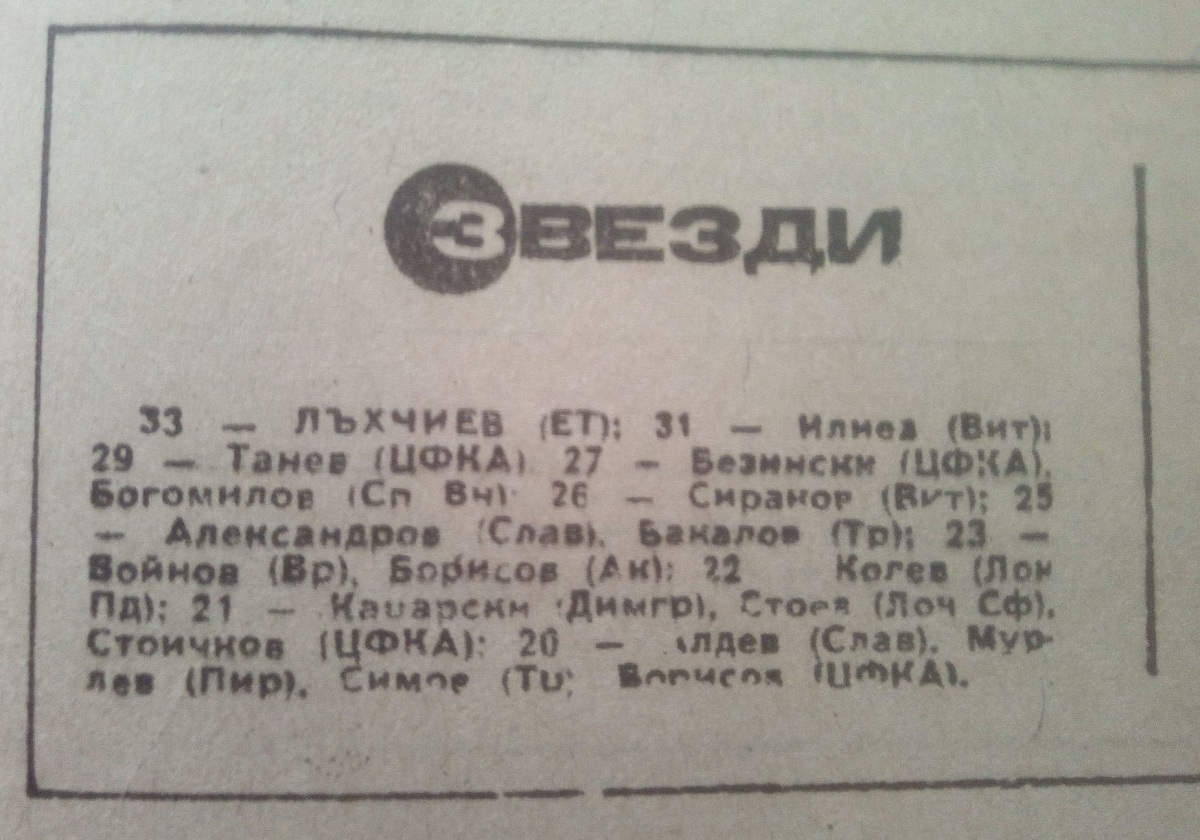 ЗВЕЗДИ
33 — ЛЪХЧИЕВ (ЕТ); 31 — Илиев (Вит);
29 — Танев (ЦФКА) 27 — Безински (ЦФКА),
Богомилов (Сп Вн); 26 — Сираков (Вит); 25
— Александров (Слав), Бакалов (Тр); 23 —
Войнов (Вр), Борисов (Ак); 22 Когев (Лок
Пд); 21 — (Димгр), Стоев (Лок Сф),
Стоичков (ЦФКА); 20 — (Слав), Мур-
лев (Пир), Симов (Тр; Борисов (ЦФКА).